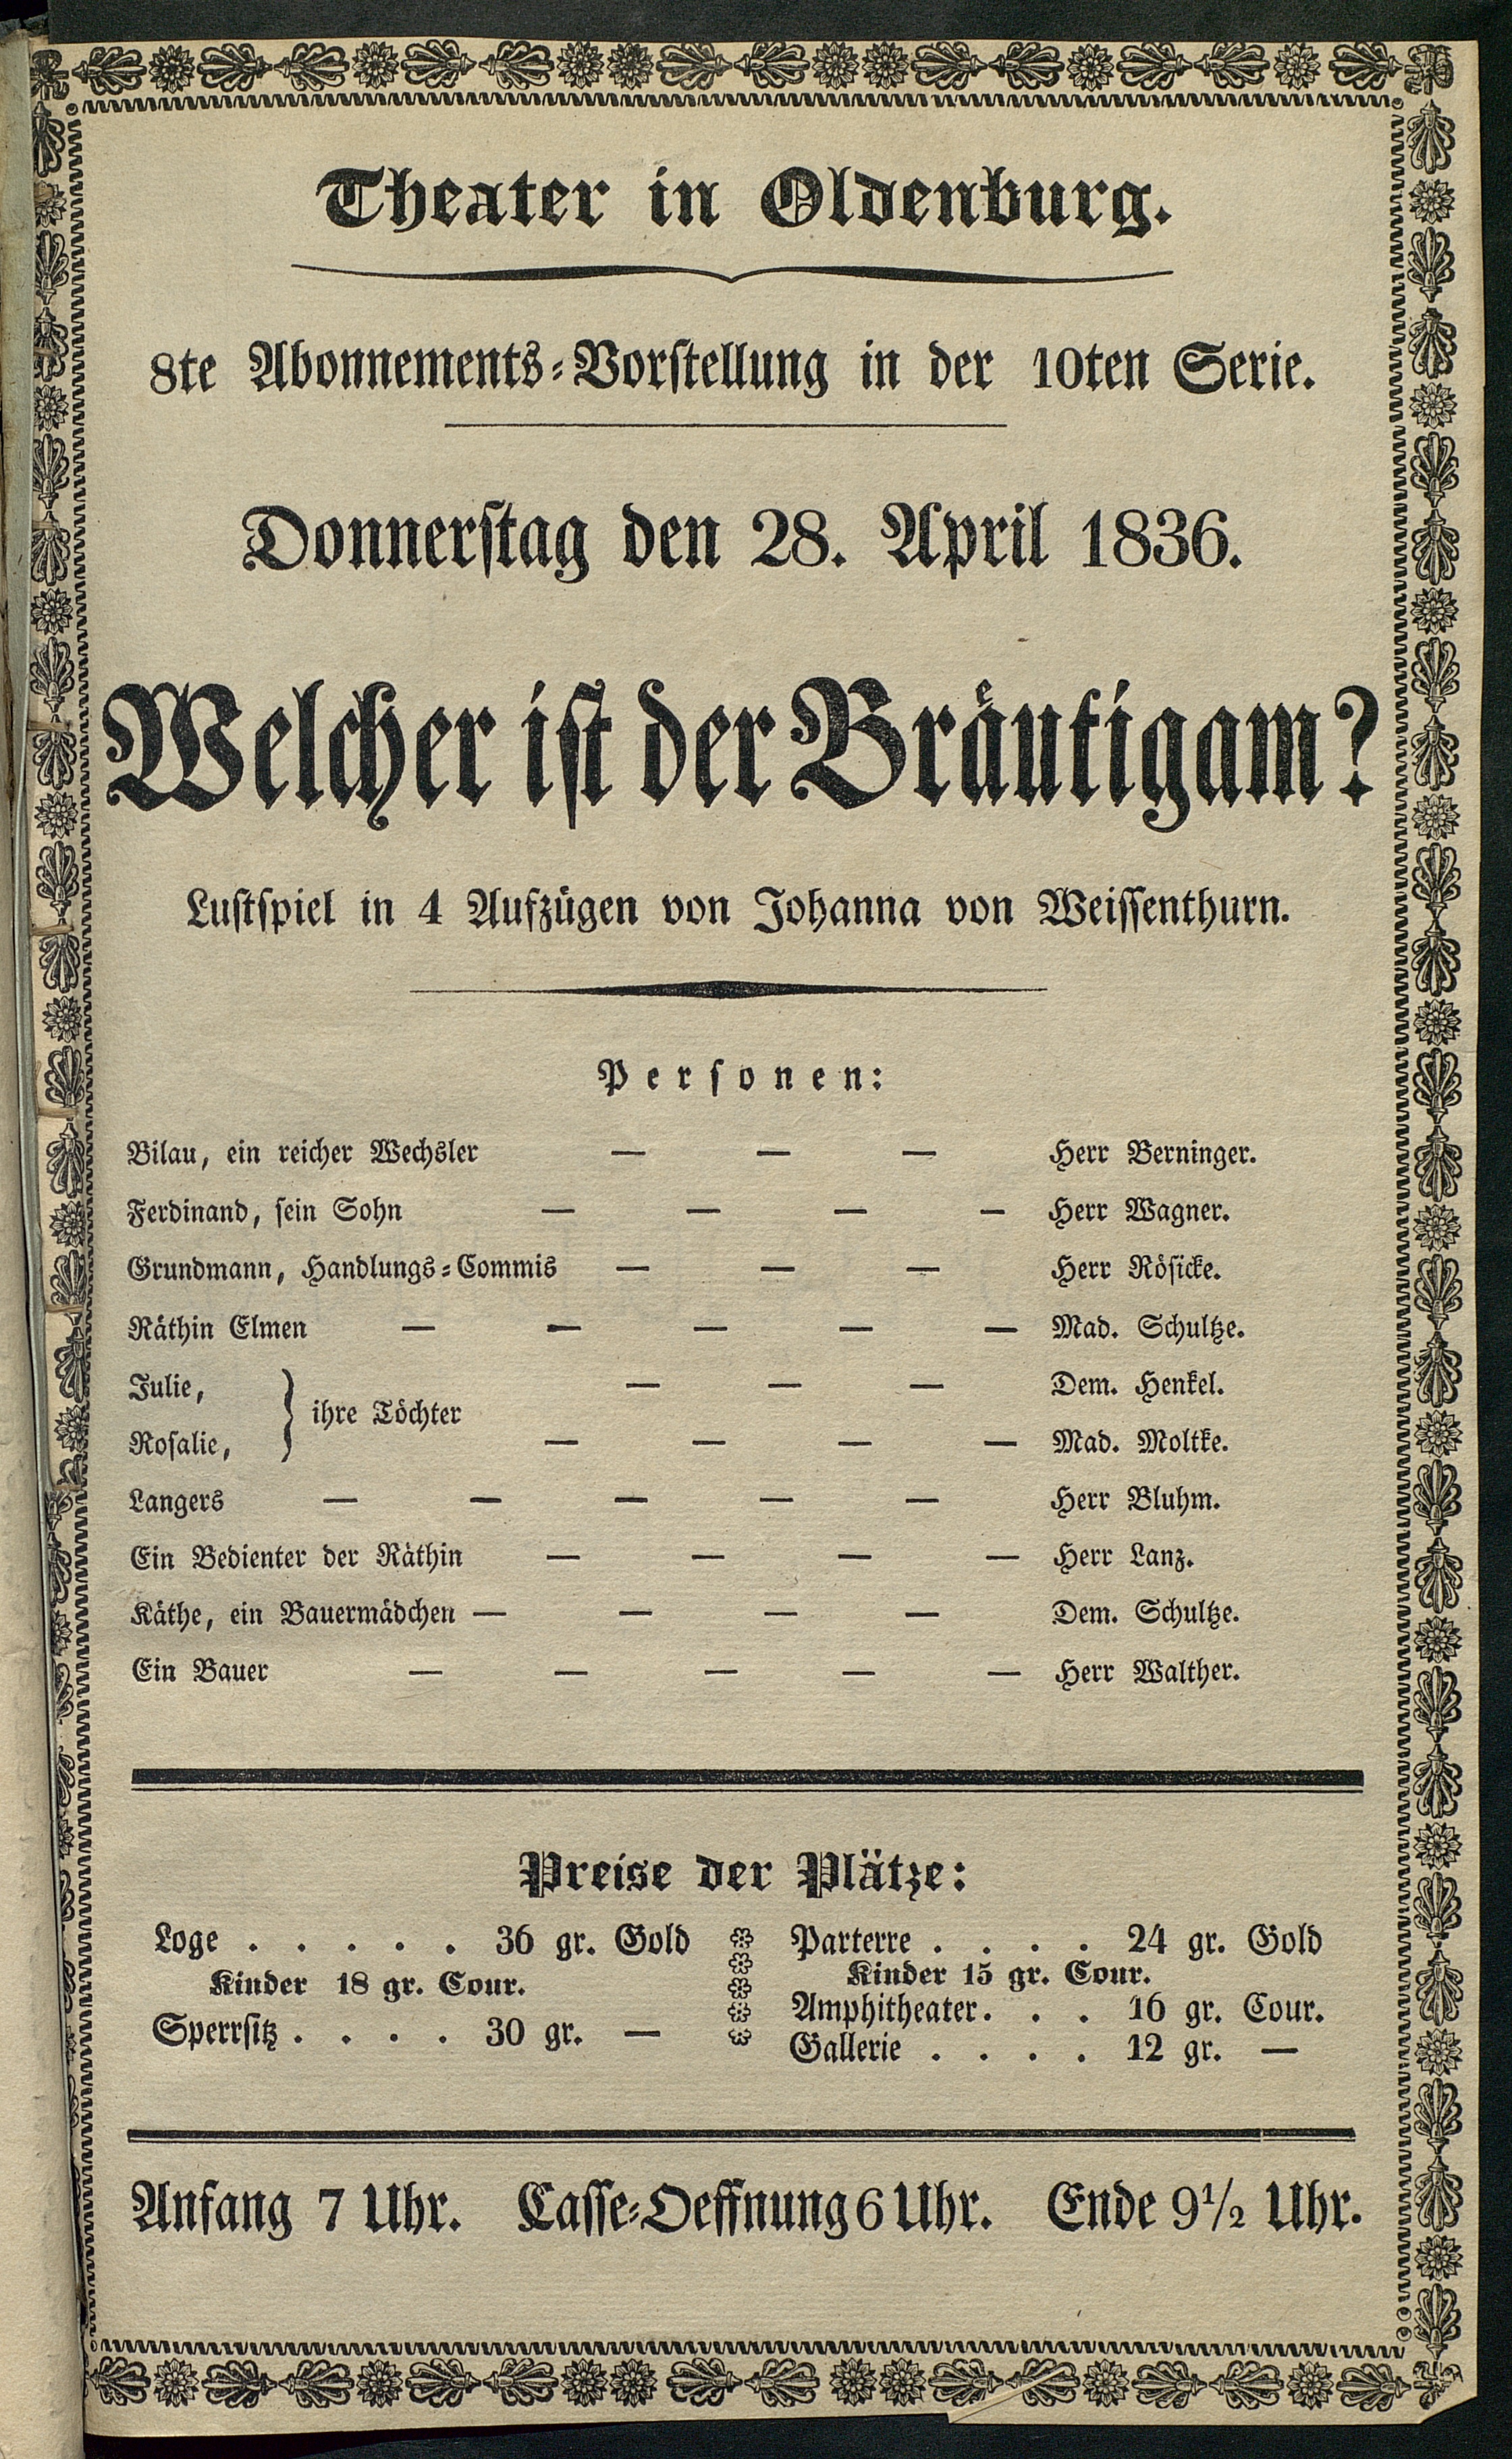 Theater in Oldenburg.
8te Abonnements-Vorstellung in der 10ten Serie.
Donnerstag den 28. April 1836.
Welcher ist der Bräutigam?
Lustspiel in 4 Aufzügen von Johanna von Weissenthurn.
Personen:
Bilau, ein reicher Wechsler — — — Herr Berninger.
Ferdinand, sein Sohn — — — — Herr Wagner.
Grundmann, Handlungs-Commis — — — Herr Rösicke.
Räthin Elmen — — — — — Mad. Schultze.
Julie, — — — Dem. Henkel.
} ihre Töchter
Rosalie, — — — — Mad. Moltke.
Langers — — — — — Herr Bluhm.
Ein Bedienter der Räthin — — — — Herr Lanz.
Käthe, ein Bauermädchen — — — — Dem. Schultze.
Ein Bauer — — — — — Herr Walther.
Preise der Plätze:
Loge . . . . . 36 gr. Gold
Kinder 18 gr. Cour.
Sperrsitz . . . . 30 gr. —
Parterre . . . . 24 gr. Gold
Kinder 15 gr. Cour.
Amphitheater. . . 16 gr. Cour.
Gallerie . . . . 12 gr. —
Anfang 7 Uhr. Casse-Oeffnung 6 Uhr. Ende 9½ Uhr.